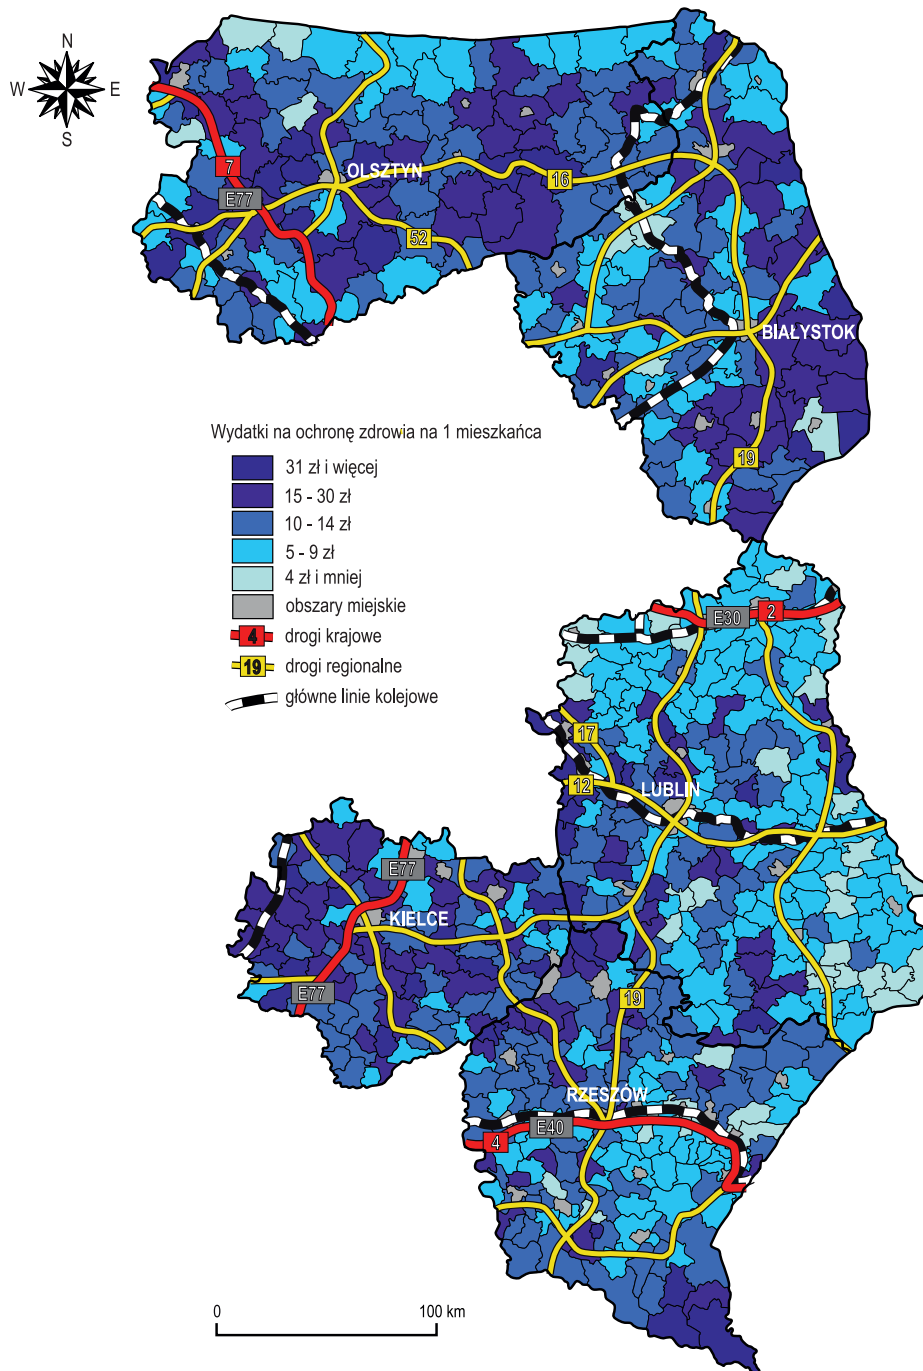 N
W
E
S
7
OLSZTYN
16
E77
52
BIAŁYSTOK
19
Wydatki na ochronę zdrowia na 1 mieszkańca
31 zł i więcej
15 - 30 zł
10 - 14 zł
5 - 9 zł
4 zł i mniej
obszary miejskie
4 drogi krajowe
19 drogi regionalne
główne linie kolejowe
E30
2
17
12
LUBLIN
E77
KIELCE
E77
19
RZESZÓW
E40
4
0
100 km